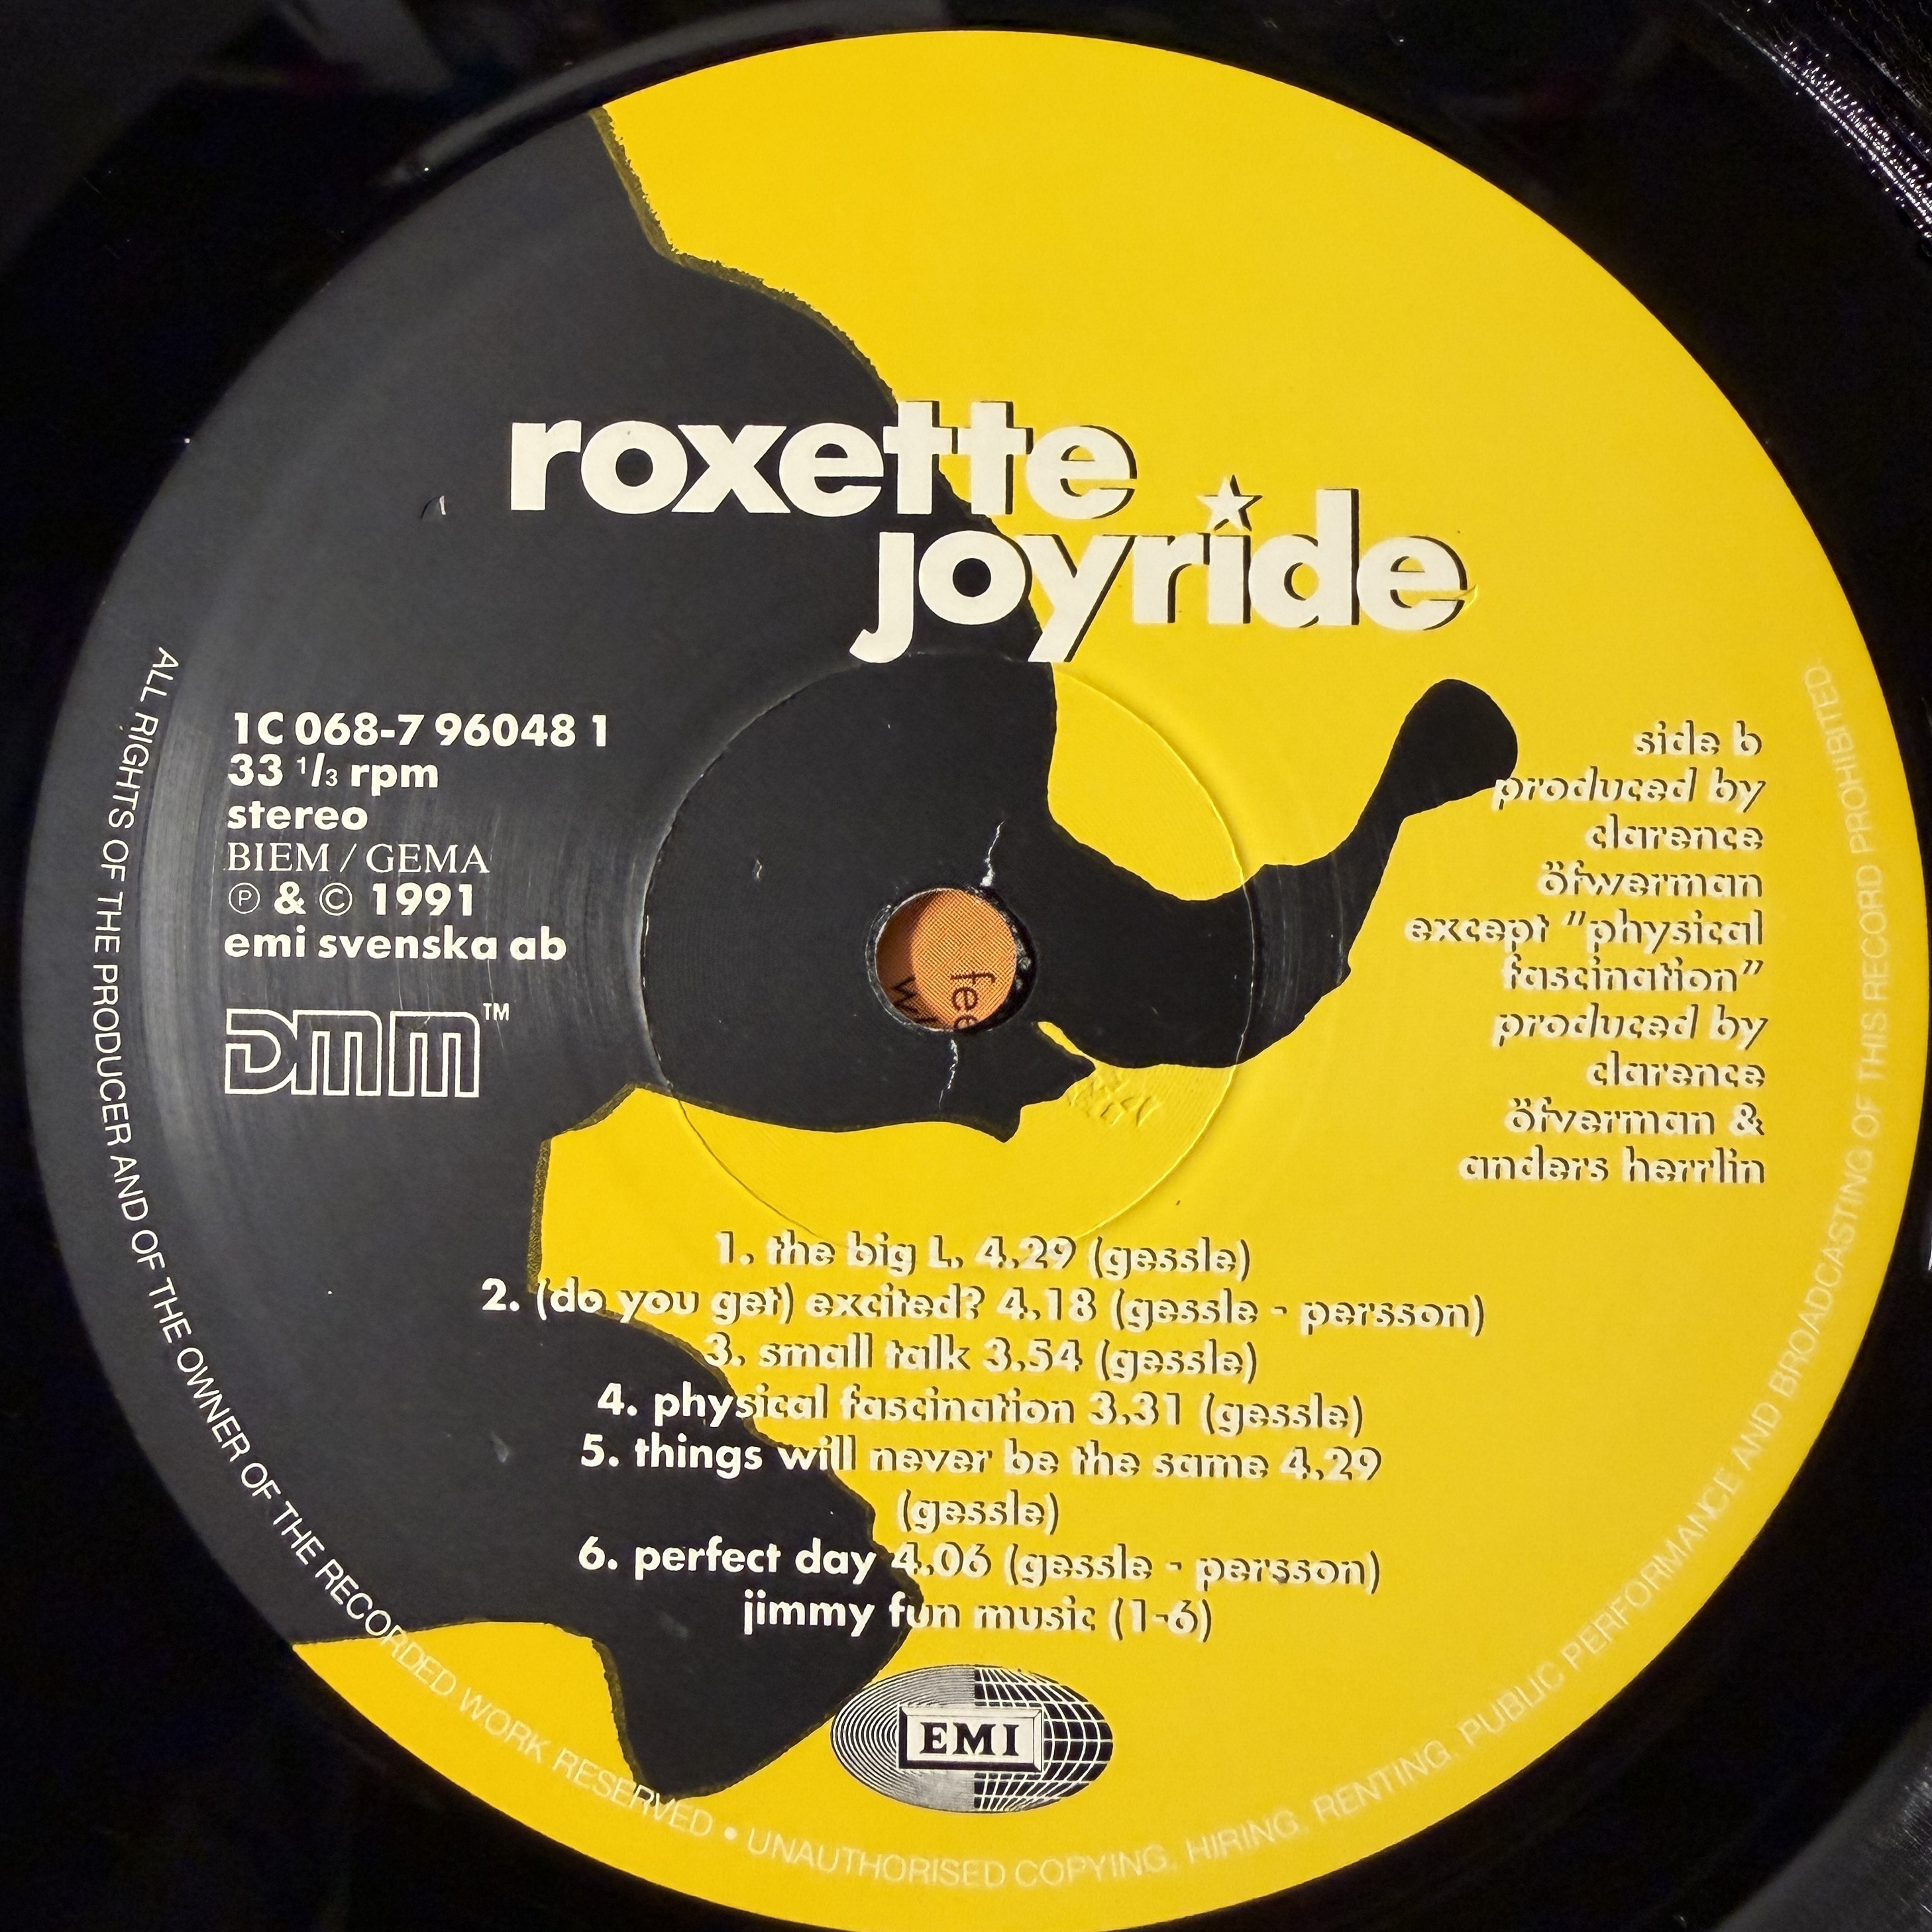 roxette
joyride
1C 068-7 96048 1
33 1/3 rpm
stereo
BIEM / GEMA
℗ & © 1991
emi svenska ab
DMM™
side b
produced by
clarence
öfwerman
except "physical
fascination"
produced by
clarence
öfverman &
anders herrlin
1. the big L. 4.29 (gessle)
2. (do you get) excited? 4.18 (gessle - persson)
3. small talk 3.54 (gessle)
4. physical fascination 3.31 (gessle)
5. things will never be the same 4.29
(gessle)
6. perfect day 4.06 (gessle - persson)
jimmy fun music (1-6)
EMI
ALL RIGHTS OF THE PRODUCER AND OF THE OWNER OF THE RECORDED WORK RESERVED • UNAUTHORISED COPYING, HIRING, RENTING, PUBLIC PERFORMANCE AND BROADCASTING OF THIS RECORD PROHIBITED